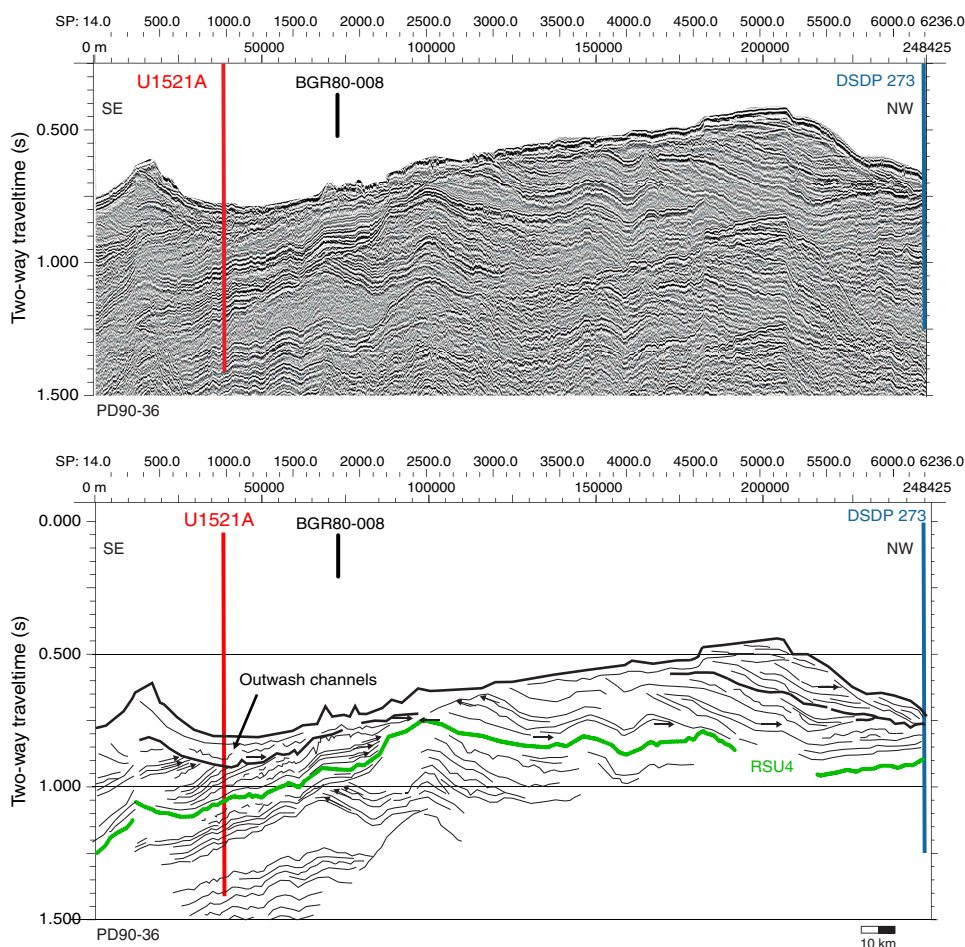 SP: 14.0 500.0 1000.0 1500.0 2000.0 2500.0 3000.0 3500.0 4000.0 4500.0 5000.0 5500.0 6000.0 6236.0
0 m 50000 100000 150000 200000 248425
U1521A
BGR80-008
DSDP 273
SE
NW
0.500
1.000
1.500
Two-way traveltime (s)
PD90-36
SP: 14.0 500.0 1000.0 1500.0 2000.0 2500.0 3000.0 3500.0 4000.0 4500.0 5000.0 5500.0 6000.0 6236.0
0 m 50000 100000 150000 200000 248425
0.000
U1521A
BGR80-008
DSDP 273
SE
NW
0.500
Outwash channels
1.000
RSU4
1.500
Two-way traveltime (s)
PD90-36
10 km